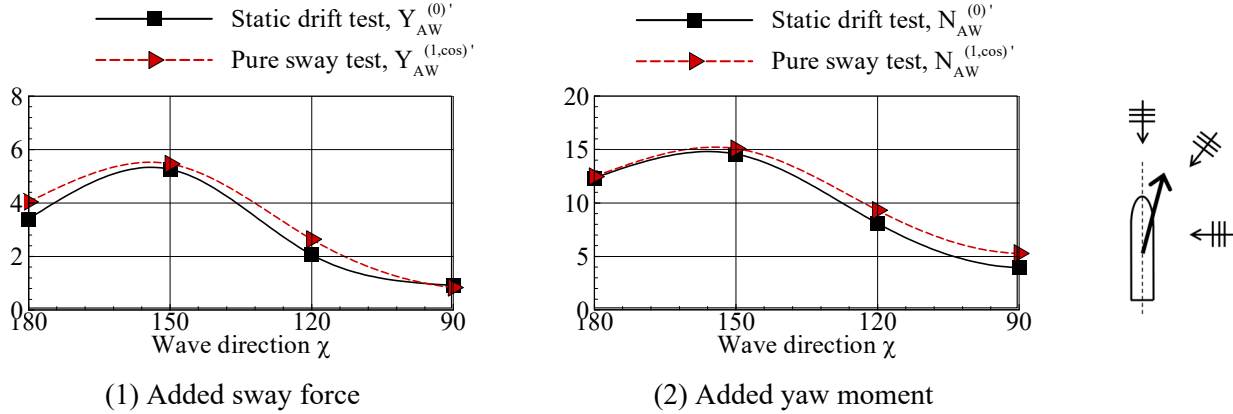 Static drift test, Y_AW^(0)'
Pure sway test, Y_AW^(1,cos)'
8
6
4
2
0
180 150 120 90
Wave direction χ
(1) Added sway force
Static drift test, N_AW^(0)'
Pure sway test, N_AW^(1,cos)'
20
15
10
5
0
180 150 120 90
Wave direction χ
(2) Added yaw moment